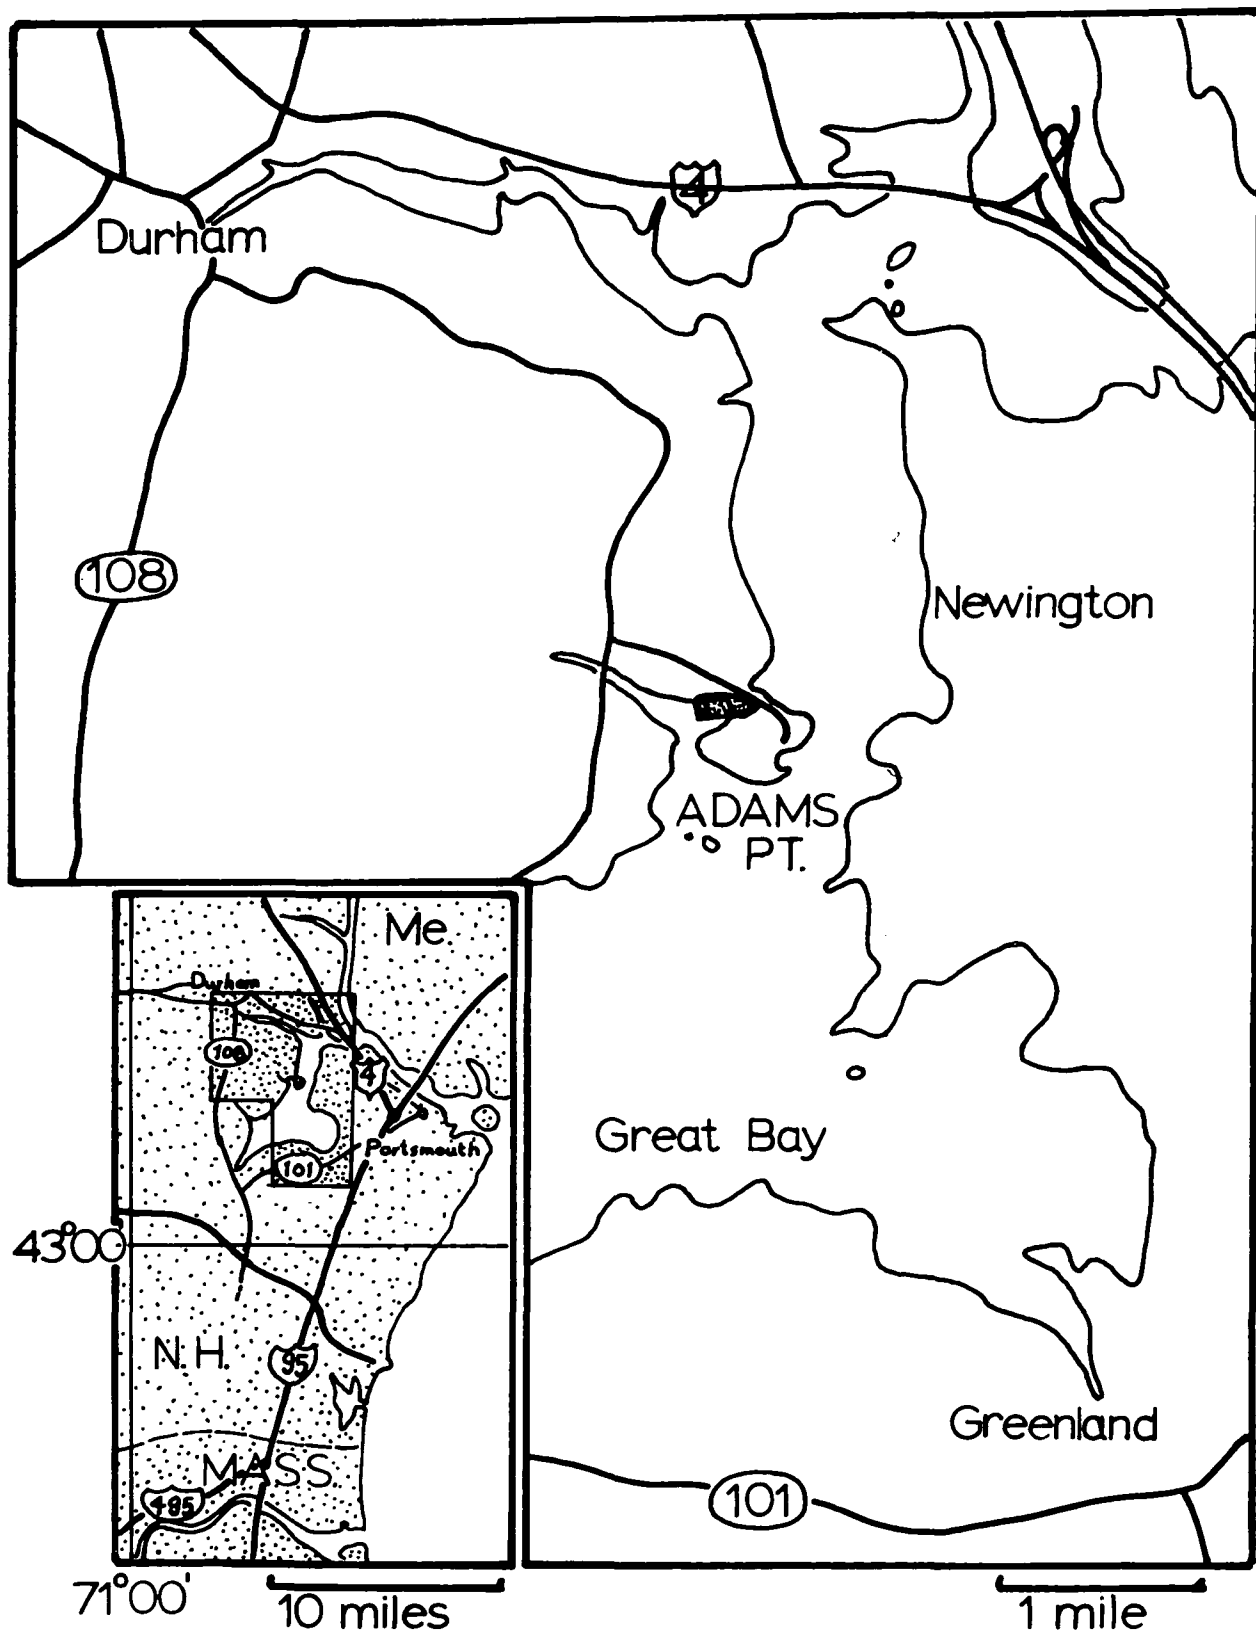 4
Durham
108
Newington
ADAMS
PT.
Me.
Durham
108
4
Great Bay
Portsmouth
101
43°00'
N.H.
95
Greenland
MASS.
495
101
71°00'
10 miles
1 mile